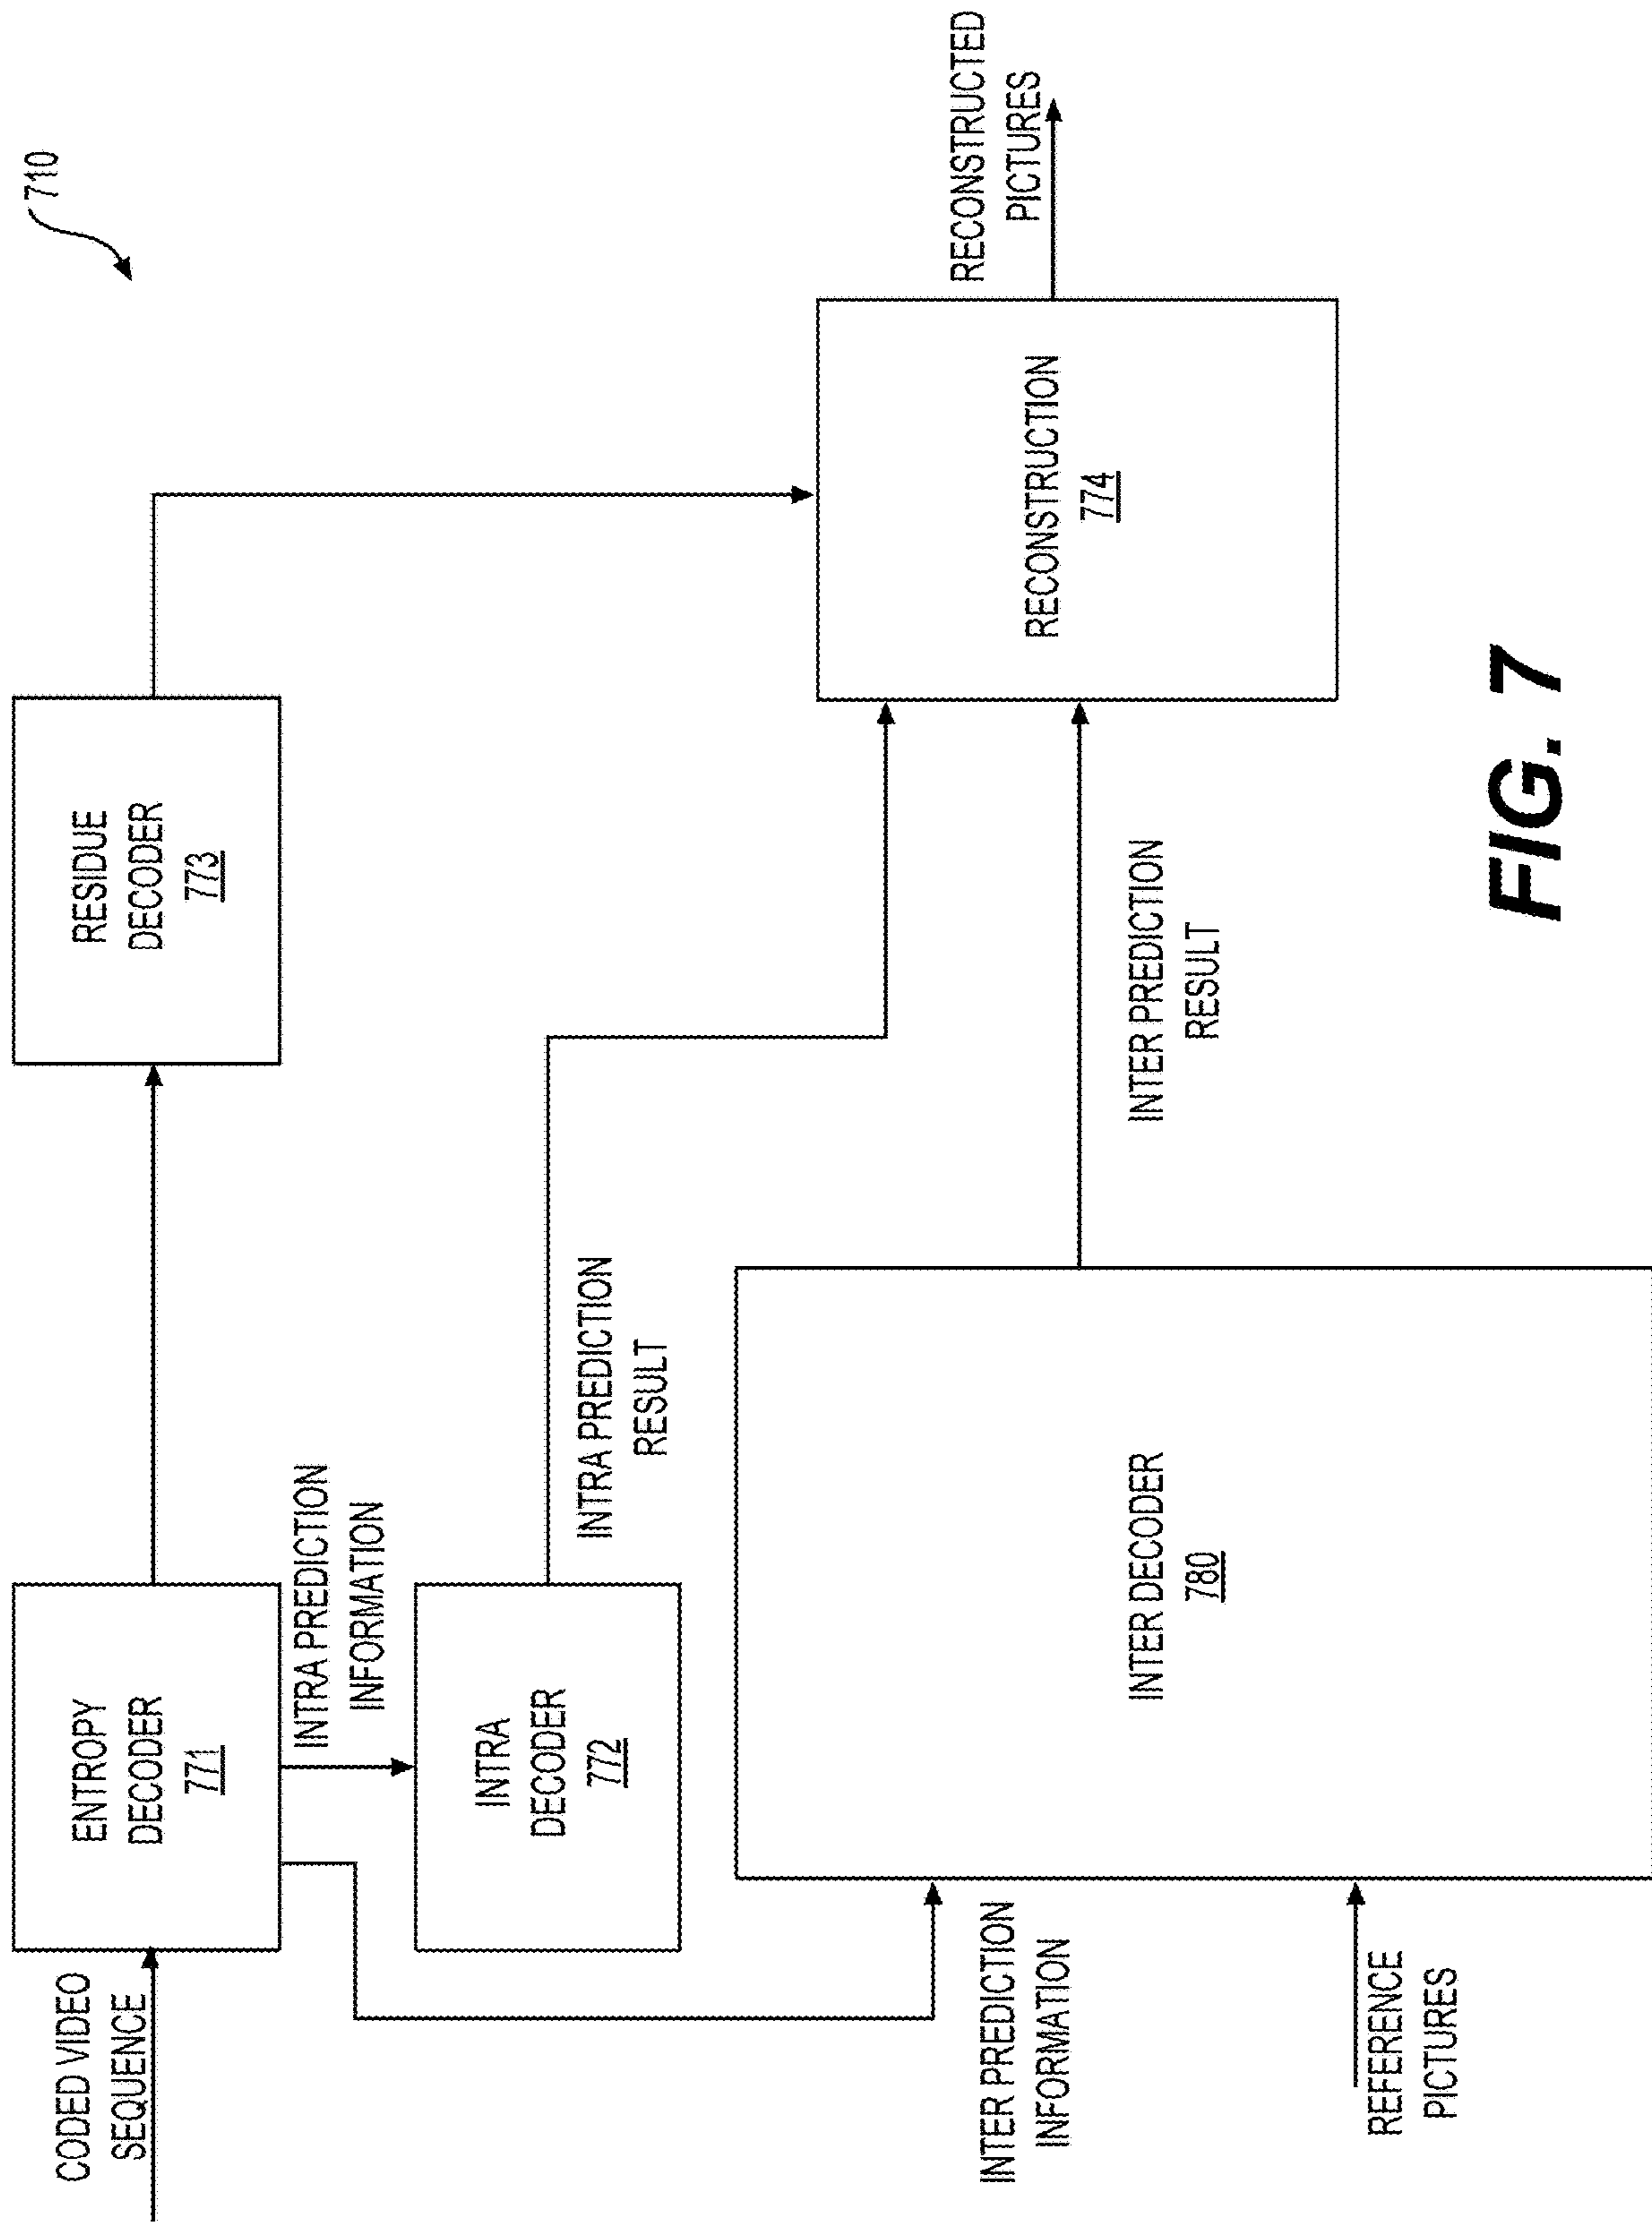 710
CODED VIDEO
SEQUENCE
ENTROPY
DECODER
771
RESIDUE
DECODER
773
INTRA PREDICTION
INFORMATION
INTRA
DECODER
772
INTRA PREDICTION
RESULT
INTER PREDICTION
INFORMATION
REFERENCE
PICTURES
INTER DECODER
780
INTER PREDICTION
RESULT
RECONSTRUCTION
774
RECONSTRUCTED
PICTURES
FIG. 7